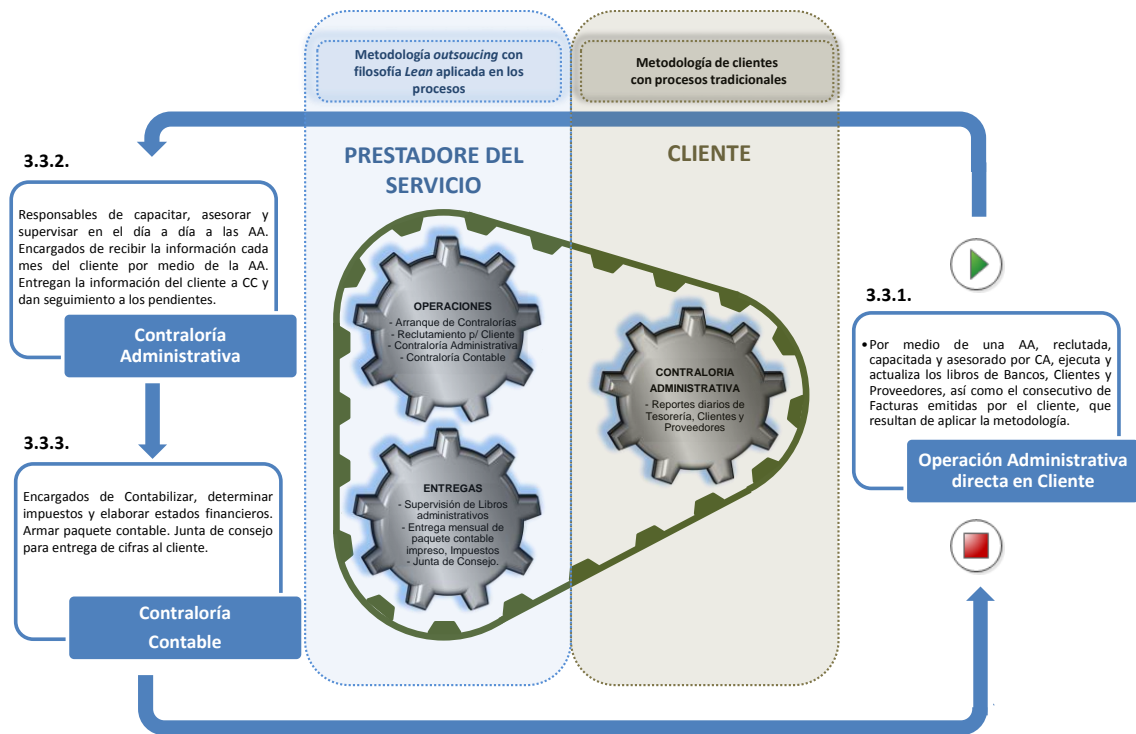 Metodología outsoucing con
filosofía Lean aplicada en los
procesos
Metodología de clientes
con procesos tradicionales
PRESTADORE DEL
SERVICIO
CLIENTE
3.3.2.
Responsables de capacitar, asesorar y
supervisar en el día a día a las AA.
Encargados de recibir la información cada
mes del cliente por medio de la AA.
Entregan la información del cliente a CC y
dan seguimiento a los pendientes.
Contraloría
Administrativa
3.3.3.
Encargados de Contabilizar, determinar
impuestos y elaborar estados financieros.
Armar paquete contable. Junta de consejo
para entrega de cifras al cliente.
Contraloría
Contable
OPERACIONES
- Arranque de Contralorías
- Reclutamiento p/ Cliente
- Contraloría Administrativa
- Contraloría Contable
ENTREGAS
- Supervisión de Libros
administrativos
- Entrega mensual de
paquete contable
impreso, Impuestos
- Junta de Consejo.
CONTRALORIA
ADMINISTRATIVA
- Reportes diarios de
Tesorería, Clientes y
Proveedores
3.3.1.
•Por medio de una AA, reclutada,
capacitada y asesorado por CA, ejecuta y
actualiza los libros de Bancos, Clientes y
Proveedores, así como el consecutivo de
Facturas emitidas por el cliente, que
resultan de aplicar la metodología.
Operación Administrativa
directa en Cliente